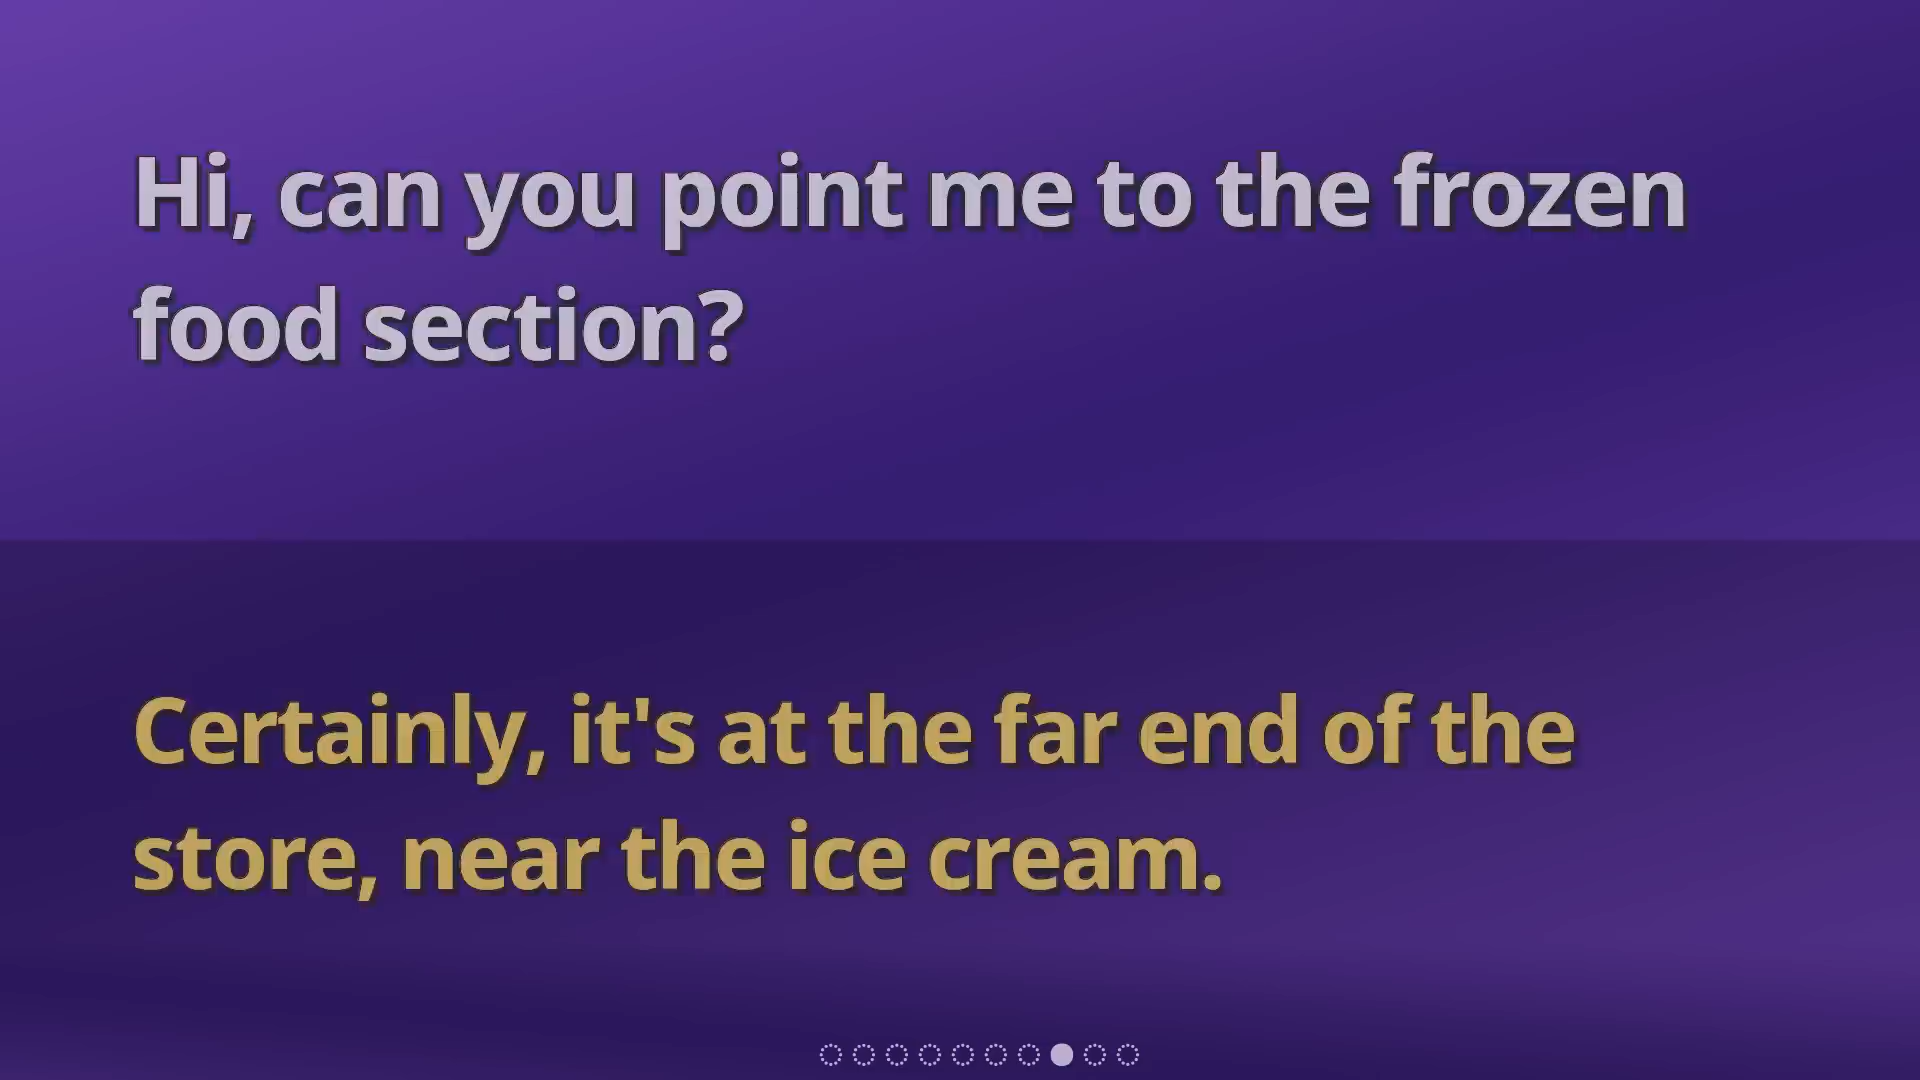 Hi, can you point me to the frozen
food section?
Certainly, it's at the far end of the
store, near the ice cream.